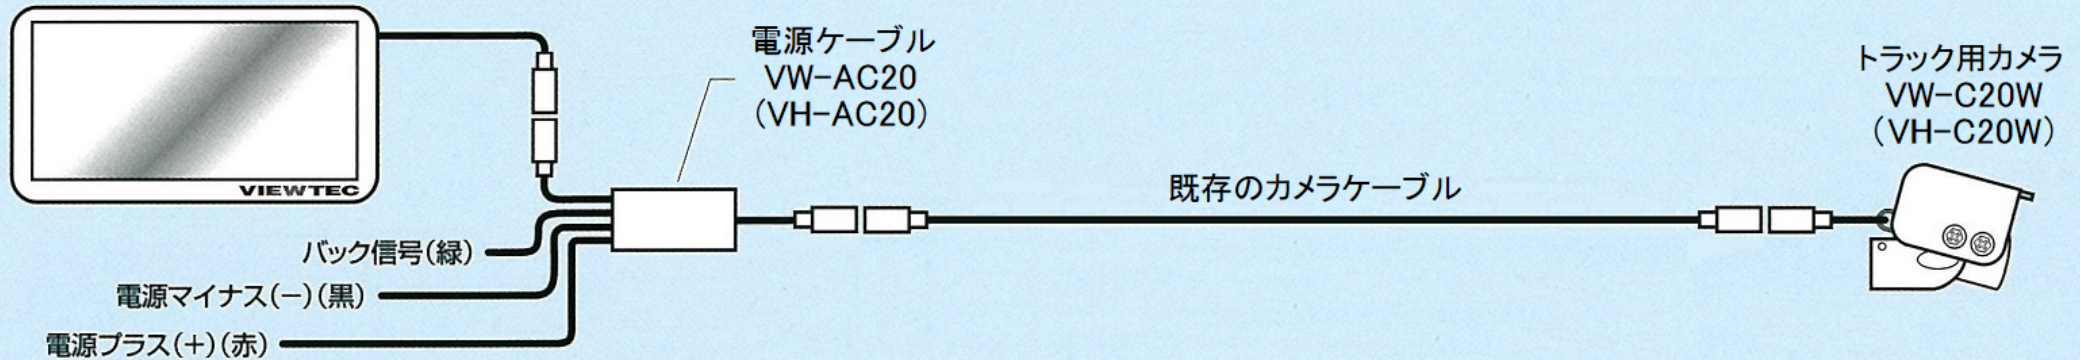 電源ケーブル
VW-AC20
(VH-AC20)
トラック用カメラ
VW-C20W
(VH-C20W)
VIEWTEC
既存のカメラケーブル
バック信号(緑)
電源マイナス(-)(黒)
電源プラス(+)(赤)